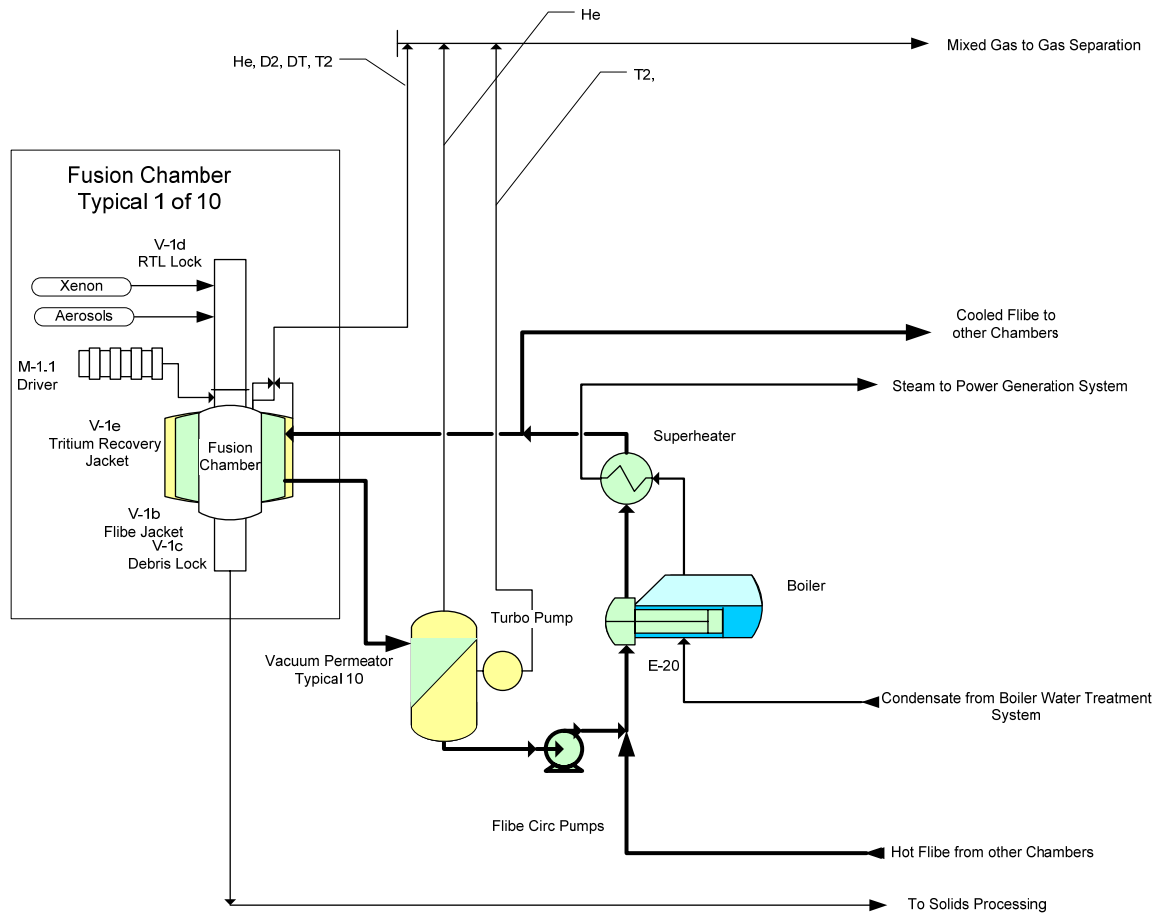 He
Mixed Gas to Gas Separation
He, D2, DT, T2
T2,
Fusion Chamber
Typical 1 of 10
V-1d
RTL Lock
Xenon
Aerosols
M-1.1
Driver
V-1e
Tritium Recovery
Jacket
Fusion
Chamber
V-1b
Flibe Jacket
V-1c
Debris Lock
Cooled Flibe to
other Chambers
Steam to Power Generation System
Superheater
Boiler
Turbo Pump
Vacuum Permeator
Typical 10
E-20
Condensate from Boiler Water Treatment
System
Flibe Circ Pumps
Hot Flibe from other Chambers
To Solids Processing